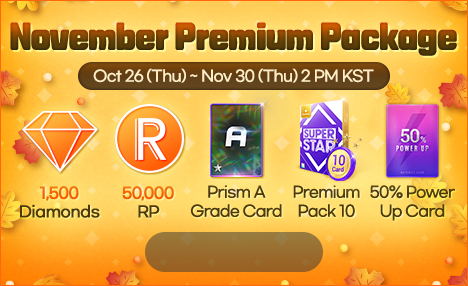 November Premium Package
Oct 26 (Thu) ~ Nov 30 (Thu) 2 PM KST
R
A
SUPER
STAR
10
Card
50%
POWER UP
1,500
Diamonds
50,000
RP
Prism A
Grade Card
Premium
Pack 10
50% Power
Up Card